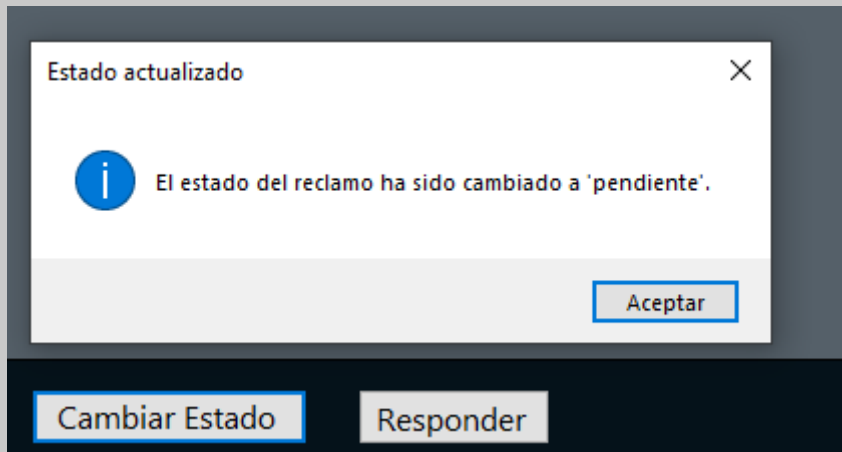 Estado actualizado
El estado del reclamo ha sido cambiado a 'pendiente'.
Aceptar
Cambiar Estado
Responder